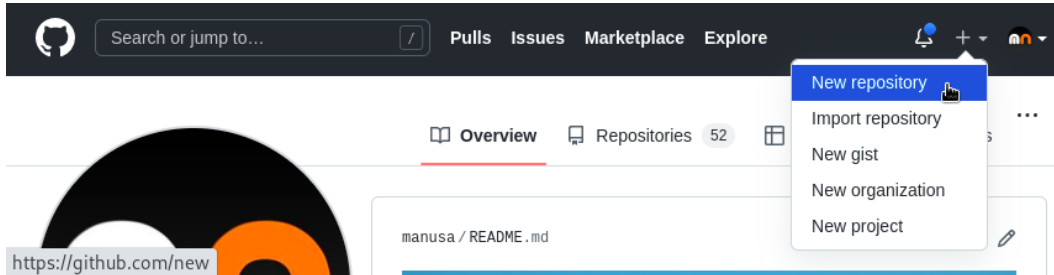 Search or jump to... / Pulls Issues Marketplace Explore
New repository
Import repository
New gist
New organization
New project
Overview Repositories 52
manusa / README.md
https://github.com/new